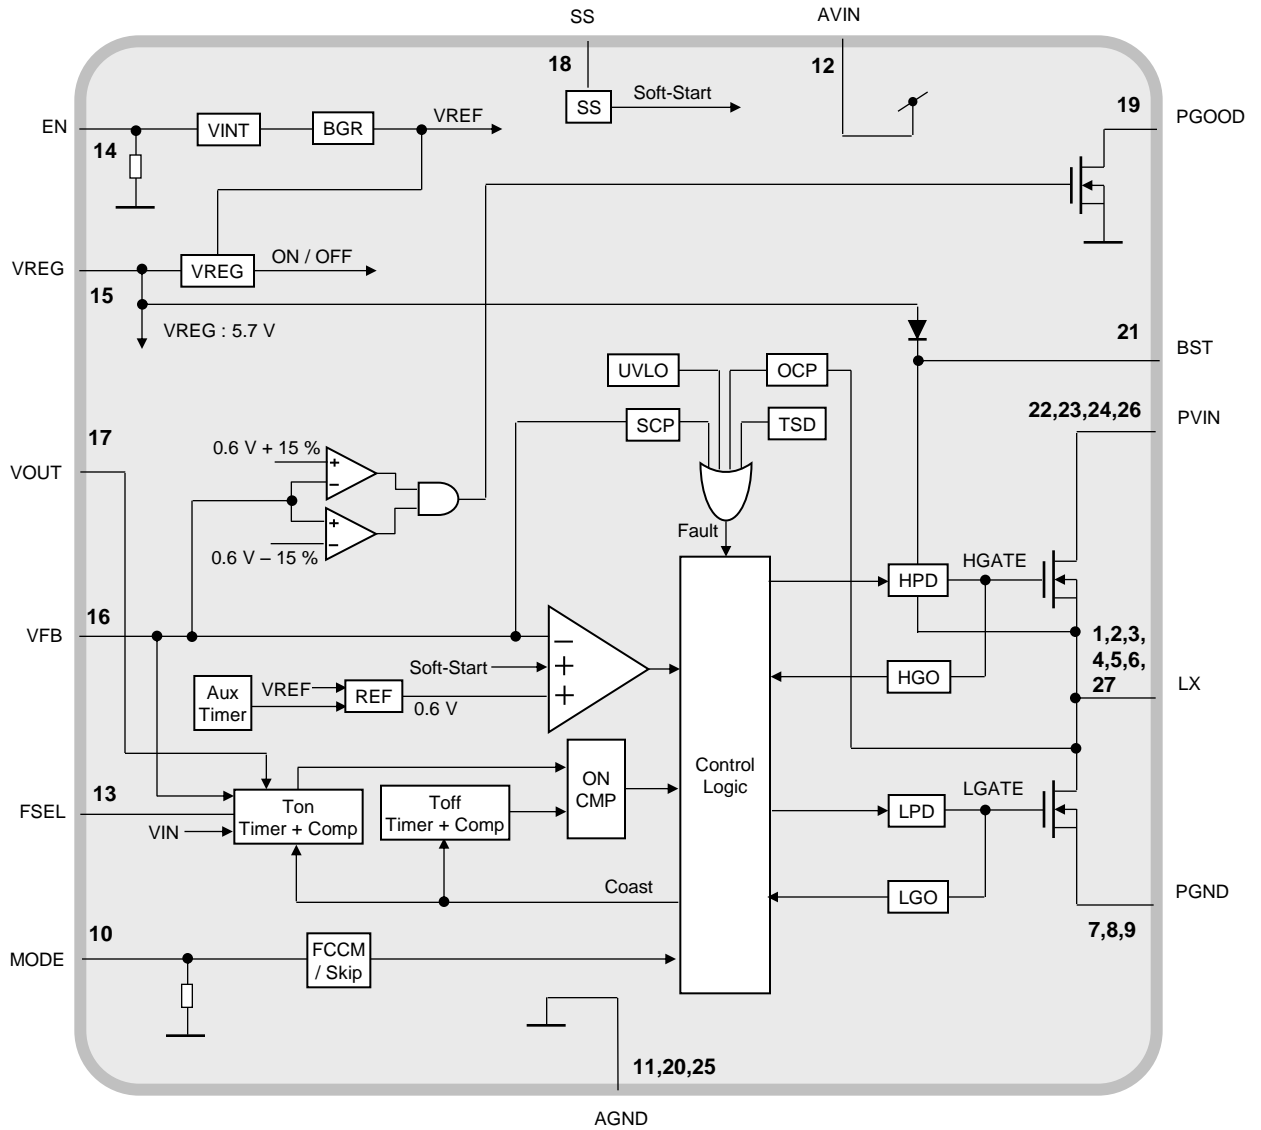 SS
AVIN
18
12
SS
Soft-Start
19
PGOOD
EN
14
VINT
BGR
VREF
VREG
15
VREG
ON / OFF
VREG : 5.7 V
21
BST
UVLO
OCP
SCP
TSD
22,23,24,26
PVIN
17
VOUT
0.6 V + 15 %
+
−
+
−
0.6 V – 15 %
Fault
HPD
HGATE
16
VFB
−
+
+
Soft-Start
Aux
Timer
VREF
REF
0.6 V
HGO
1,2,3,
4,5,6,
27
LX
Control
Logic
13
FSEL
VIN
Ton
Timer + Comp
Toff
Timer + Comp
ON
CMP
LPD
LGATE
Coast
LGO
PGND
7,8,9
10
MODE
FCCM
/ Skip
11,20,25
AGND